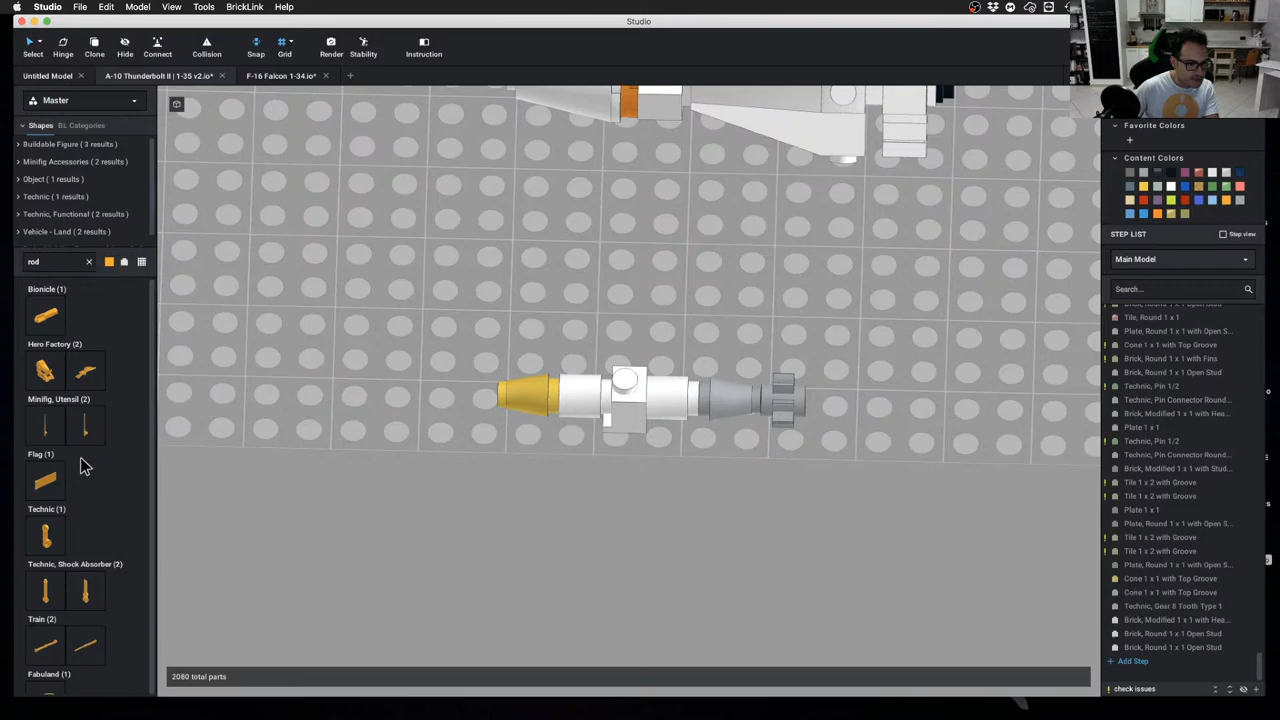 Studio File Edit Model View Tools BrickLink Help
Studio
Select Hinge Clone Hide Connect Collision Snap Grid Render Stability Instruction
Untitled Model A-10 Thunderbolt II | 1-35 v2.io* F-16 Falcon 1-34.io*
Master
Shapes BL Categories
Buildable Figure ( 3 results )
Minifig Accessories ( 2 results )
Object ( 1 results )
Technic ( 1 results )
Technic, Functional ( 2 results )
Vehicle - Land ( 2 results )
rod
Bionicle (1)
Hero Factory (2)
Minifig, Utensil (2)
Flag (1)
Technic (1)
Technic, Shock Absorber (2)
Train (2)
Fabuland (1)
2080 total parts
Favorite Colors
Content Colors
STEP LIST Step view
Main Model
Search...
Brick, Round 1 x 1 Open Stud
Tile, Round 1 x 1
Plate, Round 1 x 1 with Open S...
Cone 1 x 1 with Top Groove
Brick, Round 1 x 1 with Fins
Brick, Round 1 x 1 Open Stud
Technic, Pin 1/2
Technic, Pin Connector Round...
Brick, Modified 1 x 1 with Hea...
Plate 1 x 1
Technic, Pin 1/2
Technic, Pin Connector Round...
Brick, Modified 1 x 1 with Stud...
Tile 1 x 2 with Groove
Tile 1 x 2 with Groove
Plate 1 x 1
Plate, Round 1 x 1 with Open S...
Tile 1 x 2 with Groove
Tile 1 x 2 with Groove
Plate, Round 1 x 1 with Open S...
Cone 1 x 1 with Top Groove
Cone 1 x 1 with Top Groove
Technic, Gear 8 Tooth Type 1
Brick, Modified 1 x 1 with Hea...
Brick, Round 1 x 1 Open Stud
Brick, Round 1 x 1 Open Stud
+ Add Step
check issues